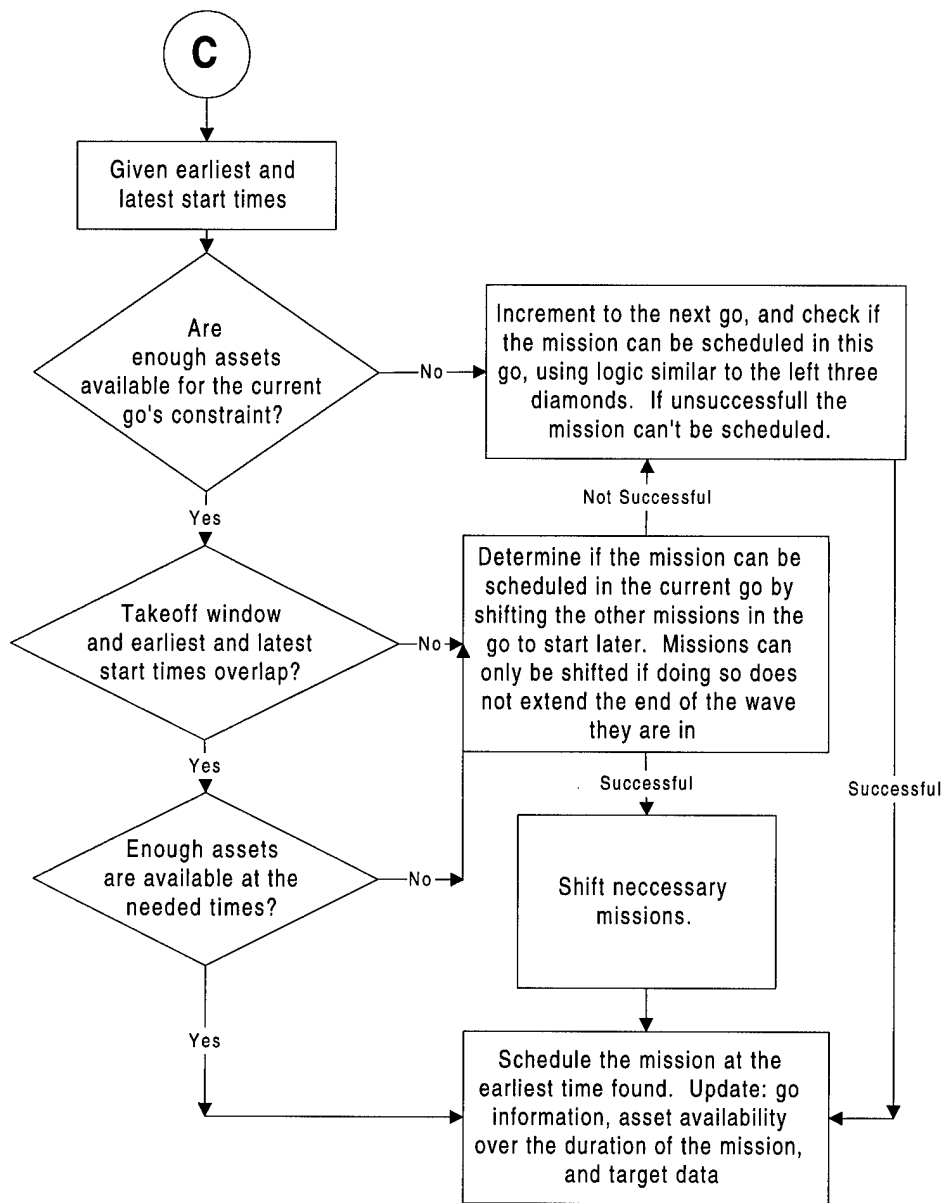 C
Given earliest and
latest start times
Are
enough assets
available for the current
go's constraint?
No
Increment to the next go, and check if
the mission can be scheduled in this
go, using logic similar to the left three
diamonds. If unsuccessfull the
mission can't be scheduled.
Not Successful
Yes
Takeoff window
and earliest and latest
start times overlap?
No
Determine if the mission can be
scheduled in the current go by
shifting the other missions in the
go to start later. Missions can
only be shifted if doing so does
not extend the end of the wave
they are in
Yes
Successful
Successful
Enough assets
are available at the
needed times?
No
Shift neccessary
missions.
Yes
Schedule the mission at the
earliest time found. Update: go
information, asset availability
over the duration of the mission,
and target data